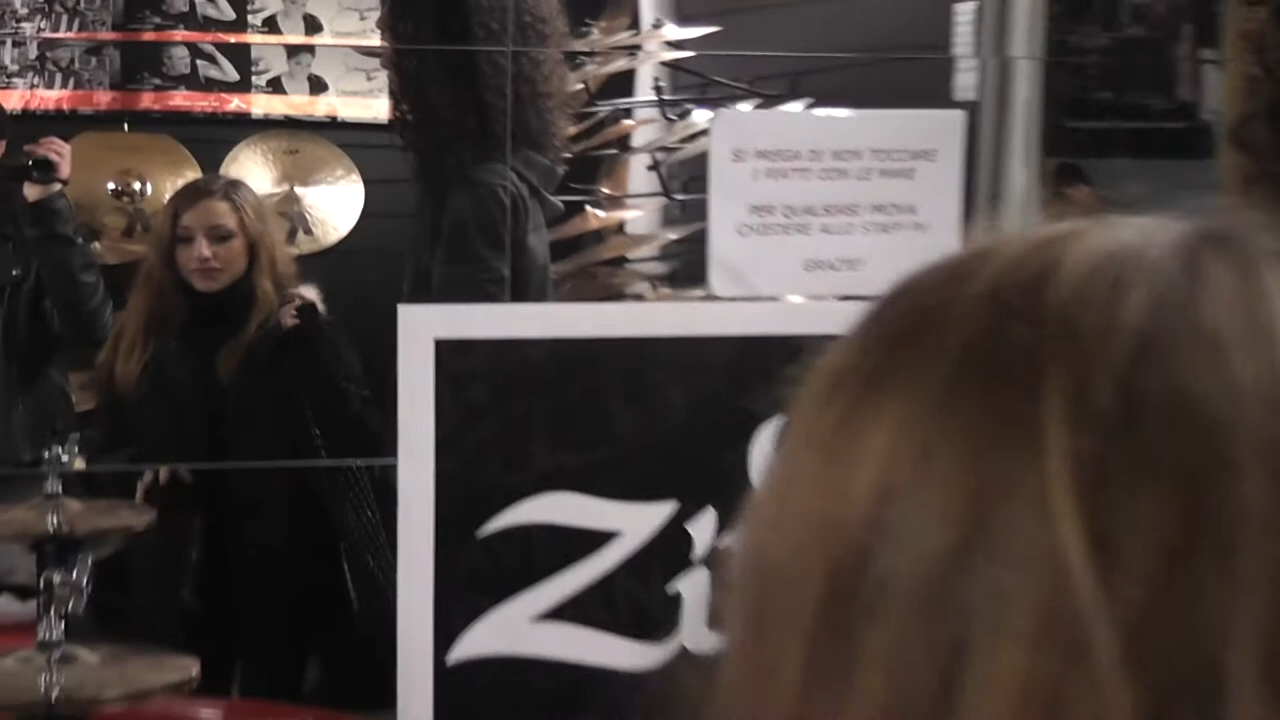 SI PREGA DI NON TOCCARE
I PIATTI CON LE MANI
PER QUALSIASI PROVA
CHIEDERE ALLO STAFF
GRAZIE!
Zi